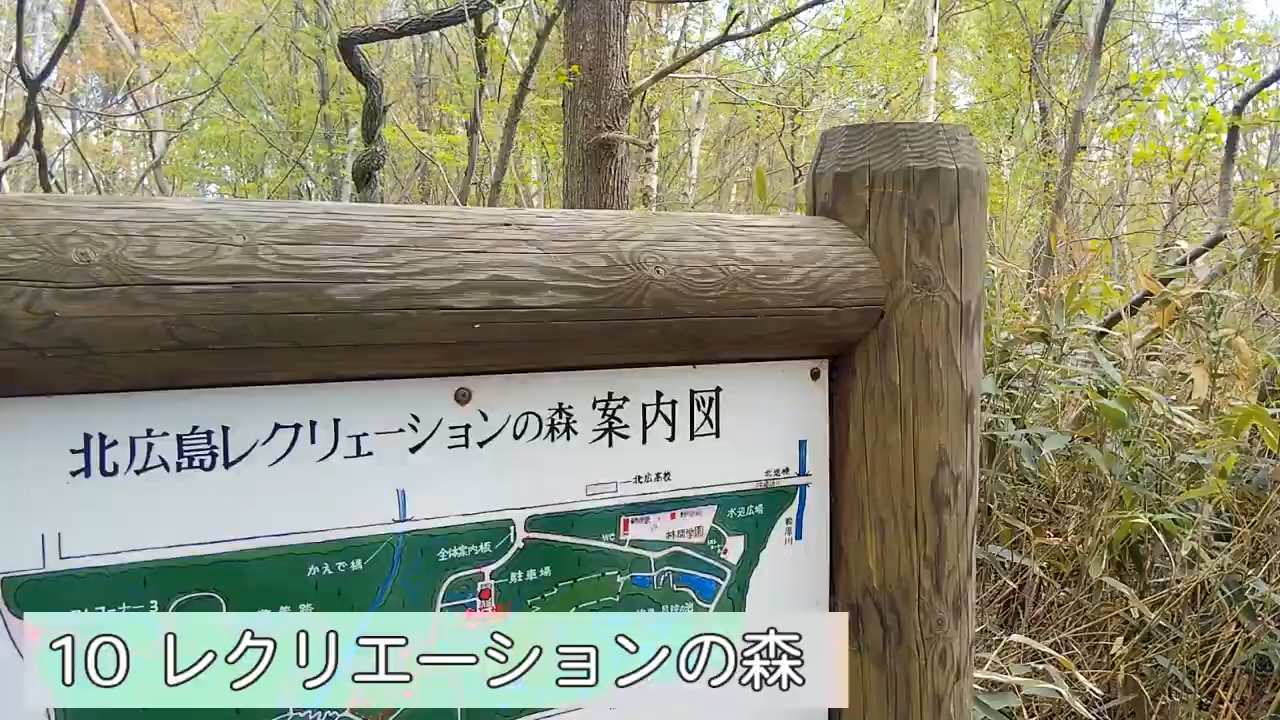 北広島レクリェーションの森 案内図
北広高校
水辺広場
林間学園
WC
全体案内板
かえで橋
駐車場
10 レクリエーションの森